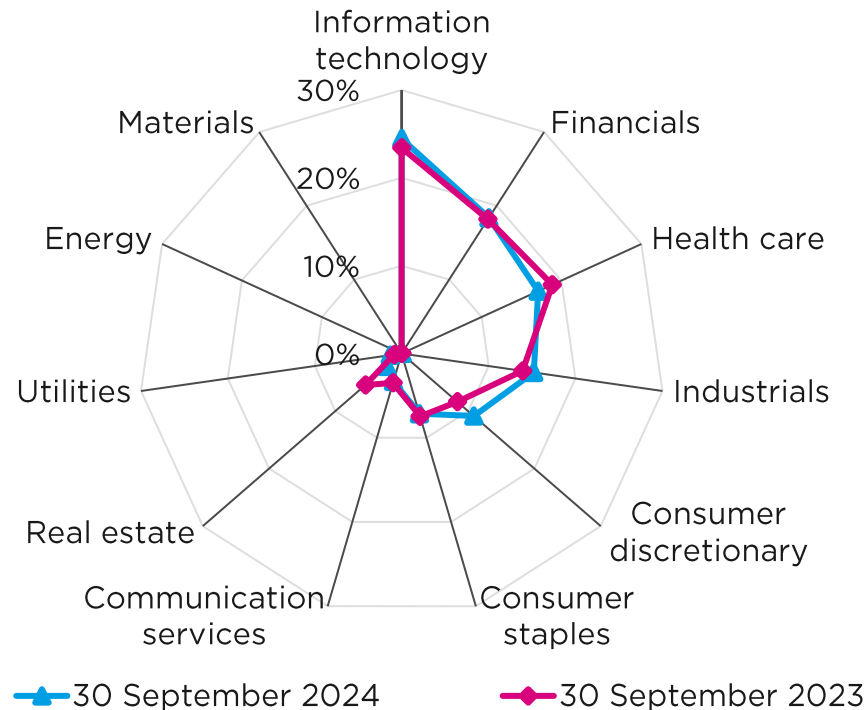 Information
technology
30%
Materials
Financials
20%
Energy
Health care
10%
0%
Utilities
Industrials
Real estate
Consumer
discretionary
Communication
services
Consumer
staples
30 September 2024
30 September 2023